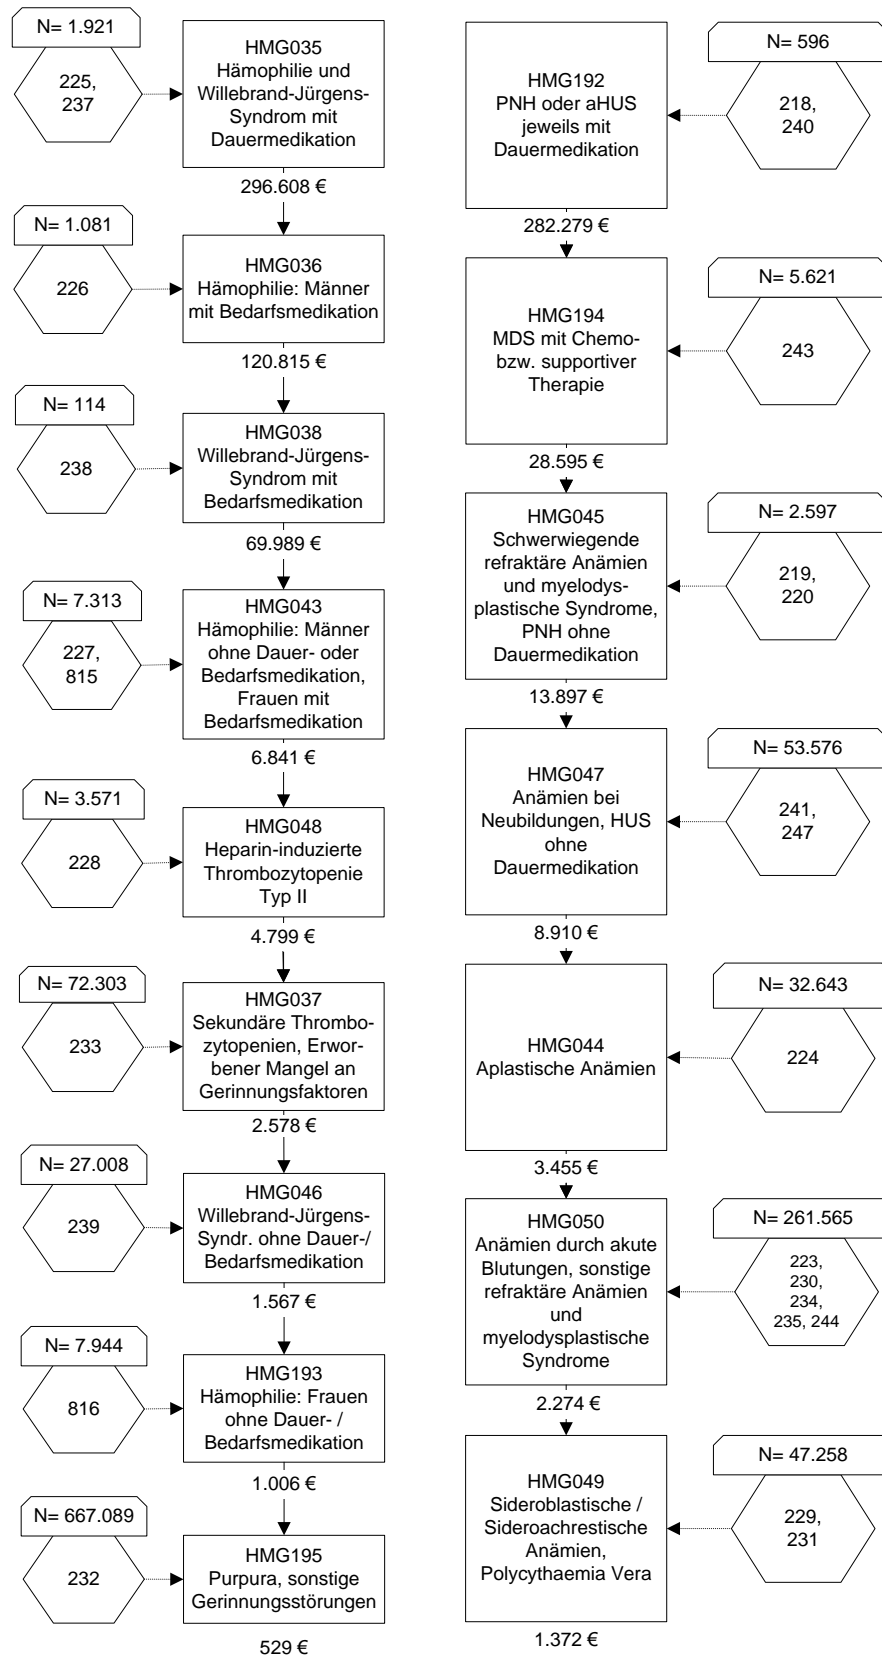 N= 1.921
225,
237
HMG035
Hämophilie und
Willebrand-Jürgens-
Syndrom mit
Dauermedikation
296.608 €
N= 1.081
226
HMG036
Hämophilie: Männer
mit Bedarfsmedikation
120.815 €
N= 114
238
HMG038
Willebrand-Jürgens-
Syndrom mit
Bedarfsmedikation
69.989 €
N= 7.313
227,
815
HMG043
Hämophilie: Männer
ohne Dauer- oder
Bedarfsmedikation,
Frauen mit
Bedarfsmedikation
6.841 €
N= 3.571
228
HMG048
Heparin-induzierte
Thrombozytopenie
Typ II
4.799 €
N= 72.303
233
HMG037
Sekundäre Thrombo-
zytopenien, Erwor-
bener Mangel an
Gerinnungsfaktoren
2.578 €
N= 27.008
239
HMG046
Willebrand-Jürgens-
Syndr. ohne Dauer-/
Bedarfsmedikation
1.567 €
N= 7.944
816
HMG193
Hämophilie: Frauen
ohne Dauer- /
Bedarfsmedikation
1.006 €
N= 667.089
232
HMG195
Purpura, sonstige
Gerinnungsstörungen
529 €
HMG192
PNH oder aHUS
jeweils mit
Dauermedikation
N= 596
218,
240
282.279 €
HMG194
MDS mit Chemo-
bzw. supportiver
Therapie
N= 5.621
243
28.595 €
HMG045
Schwerwiegende
refraktäre Anämien
und myelodys-
plastische Syndrome,
PNH ohne
Dauermedikation
N= 2.597
219,
220
13.897 €
HMG047
Anämien bei
Neubildungen, HUS
ohne
Dauermedikation
N= 53.576
241,
247
8.910 €
HMG044
Aplastische Anämien
N= 32.643
224
3.455 €
HMG050
Anämien durch akute
Blutungen, sonstige
refraktäre Anämien
und
myelodysplastische
Syndrome
N= 261.565
223,
230,
234,
235, 244
2.274 €
HMG049
Sideroblastische /
Sideroachrestische
Anämien,
Polycythaemia Vera
N= 47.258
229,
231
1.372 €